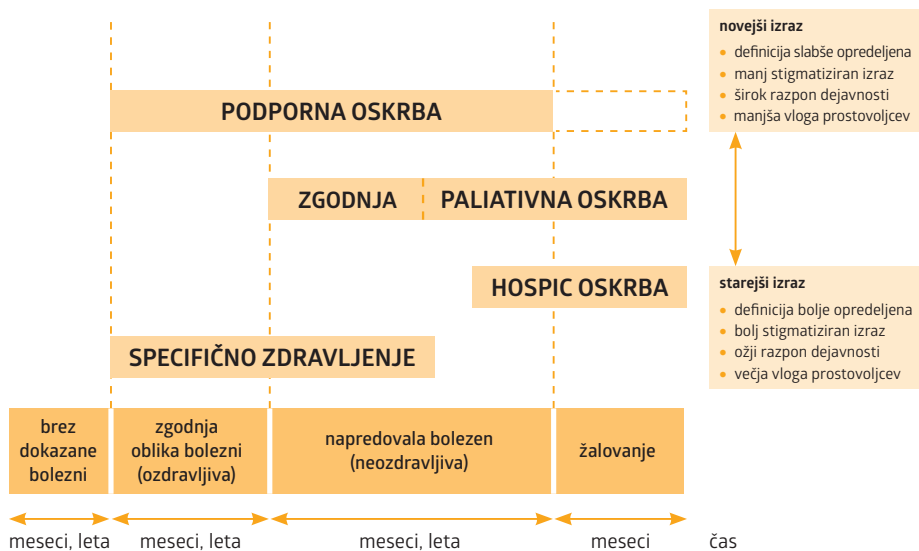 novejši izraz
• definicija slabše opredeljena
• manj stigmatiziran izraz
• širok razpon dejavnosti
• manjša vloga prostovoljcev
PODPORNA OSKRBA
ZGODNJA
PALIATIVNA OSKRBA
HOSPIC OSKRBA
starejši izraz
• definicija bolje opredeljena
• bolj stigmatiziran izraz
• ožji razpon dejavnosti
• večja vloga prostovoljcev
SPECIFIČNO ZDRAVLJENJE
brez
dokazane
bolezni
zgodnja
oblika bolezni
(ozdravljiva)
napredovala bolezen
(neozdravljiva)
žalovanje
meseci, leta
meseci, leta
meseci, leta
meseci
čas